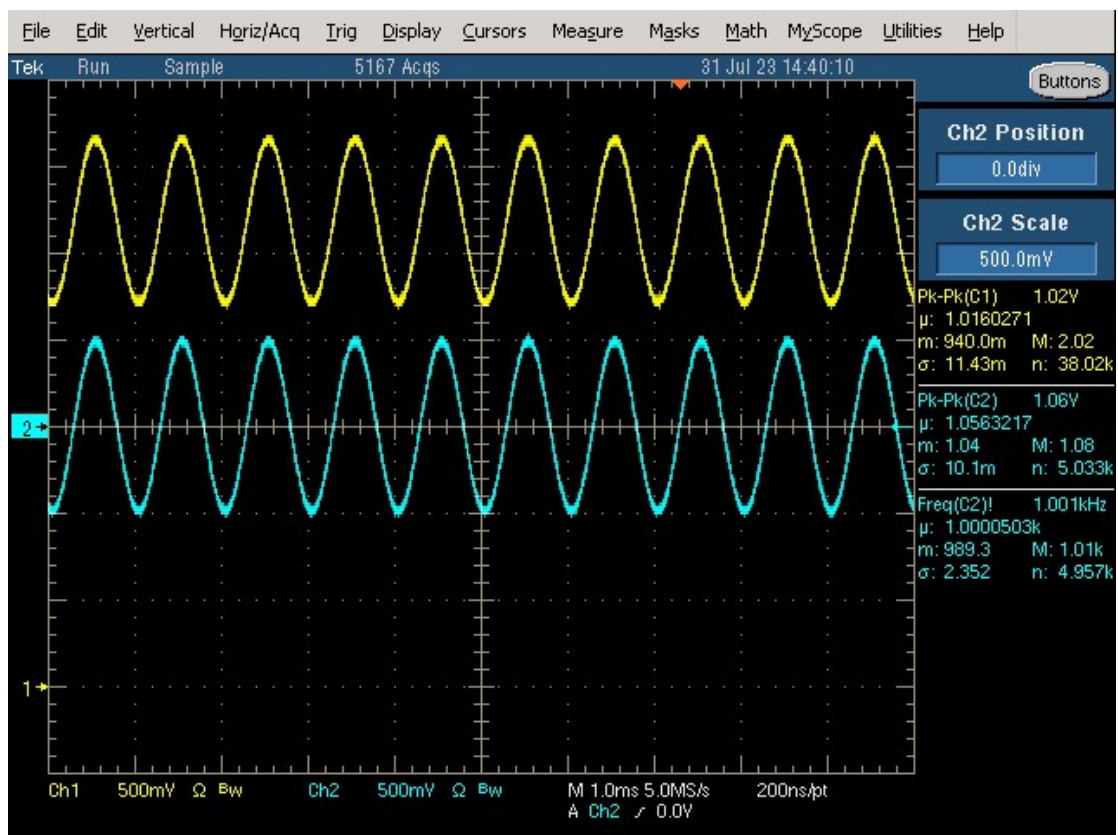 File Edit Vertical Horiz/Acq Trig Display Cursors Measure Masks Math MyScope Utilities Help
Tek Run Sample 5167 Acqs 31 Jul 23 14:40:10
Buttons
Ch2 Position
0.0div
Ch2 Scale
500.0mV
Pk-Pk(C1) 1.02V
µ: 1.0160271
m: 940.0m M: 2.02
σ: 11.43m n: 38.02k
Pk-Pk(C2) 1.06V
µ: 1.0563217
m: 1.04 M: 1.08
σ: 10.1m n: 5.033k
Freq(C2)! 1.001kHz
µ: 1.0000503k
m: 989.3 M: 1.01k
σ: 2.352 n: 4.957k
2
1
Ch1 500mV Ω Bw Ch2 500mV Ω Bw M 1.0ms 5.0MS/s 200ns/pt
A Ch2 0.0V